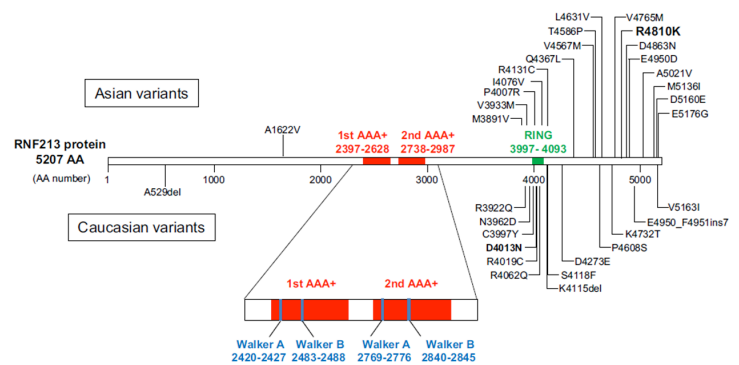 L4631V
V4765M
T4586P
R4810K
V4567M
D4863N
Q4367L
E4950D
R4131C
A5021V
Asian variants
I4076V
M5136I
P4007R
D5160E
V3933M
E5176G
M3891V
A1622V
1st AAA+
2nd AAA+
RING
RNF213 protein
2397-2628
2738-2987
3997- 4093
5207 AA
(AA number)
1
1000
2000
3000
4000
5000
A529del
R3922Q
V5163I
Caucasian variants
N3962D
E4950_F4951ins7
C3997Y
K4732T
D4013N
P4608S
R4019C
D4273E
R4062Q
S4118F
K4115del
1st AAA+
2nd AAA+
Walker A
Walker B
Walker A
Walker B
2420-2427
2483-2488
2769-2776
2840-2845